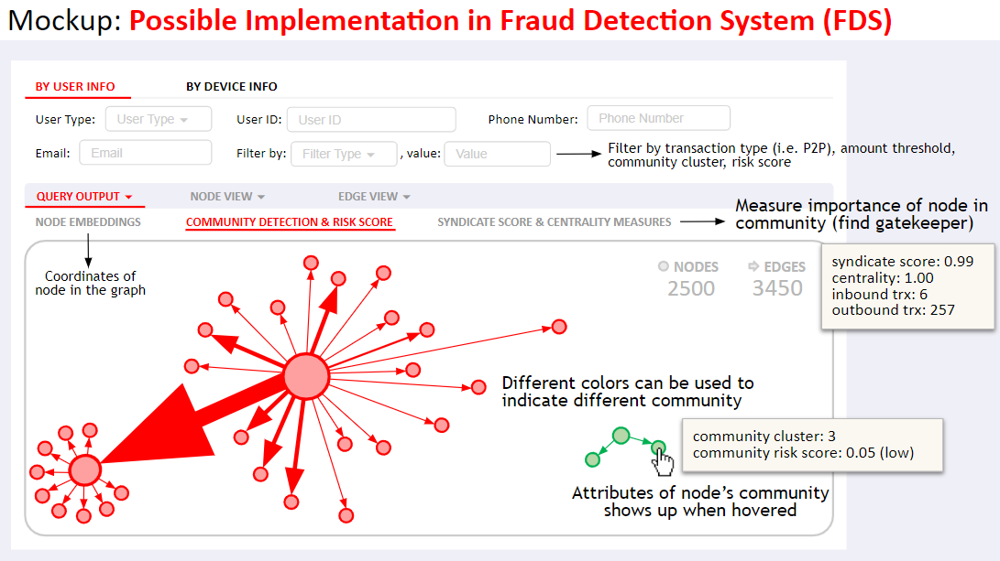 Mockup: Possible Implementation in Fraud Detection System (FDS)
BY USER INFO
BY DEVICE INFO
User Type:
User Type
User ID:
User ID
Phone Number:
Phone Number
Email:
Email
Filter by:
Filter Type
, value:
Value
Filter by transaction type (i.e. P2P), amount threshold,
community cluster, risk score
QUERY OUTPUT
NODE VIEW
EDGE VIEW
NODE EMBEDDINGS
COMMUNITY DETECTION & RISK SCORE
SYNDICATE SCORE & CENTRALITY MEASURES
Measure importance of node in
community (find gatekeeper)
Coordinates of
node in the graph
NODES
2500
EDGES
3450
syndicate score: 0.99
centrality: 1.00
inbound trx: 6
outbound trx: 257
Different colors can be used to
indicate different community
community cluster: 3
community risk score: 0.05 (low)
Attributes of node's community
shows up when hovered